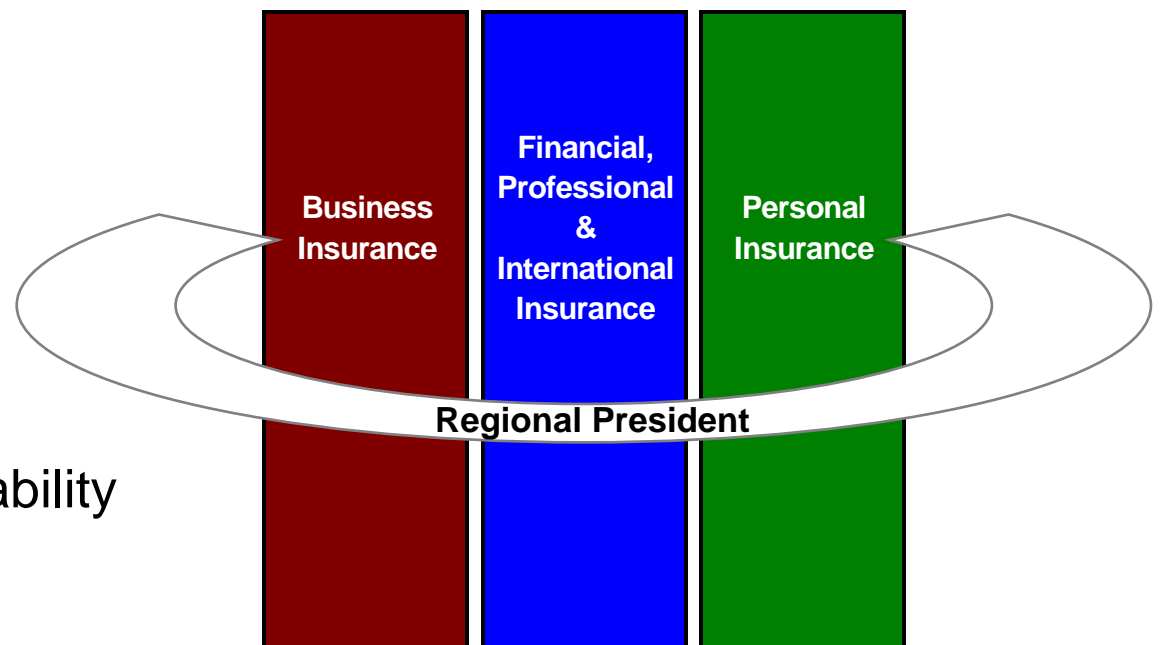 Business
Insurance
Financial,
Professional
&
International
Insurance
Personal
Insurance
Regional President
ability